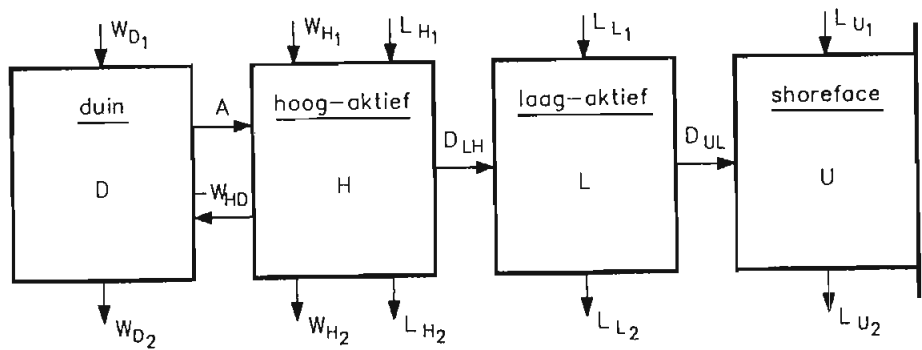 W_D1 W_H1 L_H1 L_L1 L_U1
duin hoog-aktief laag-aktief shoreface
A D_LH D_UL
D W_HD H L U
W_D2 W_H2 L_H2 L_L2 L_U2